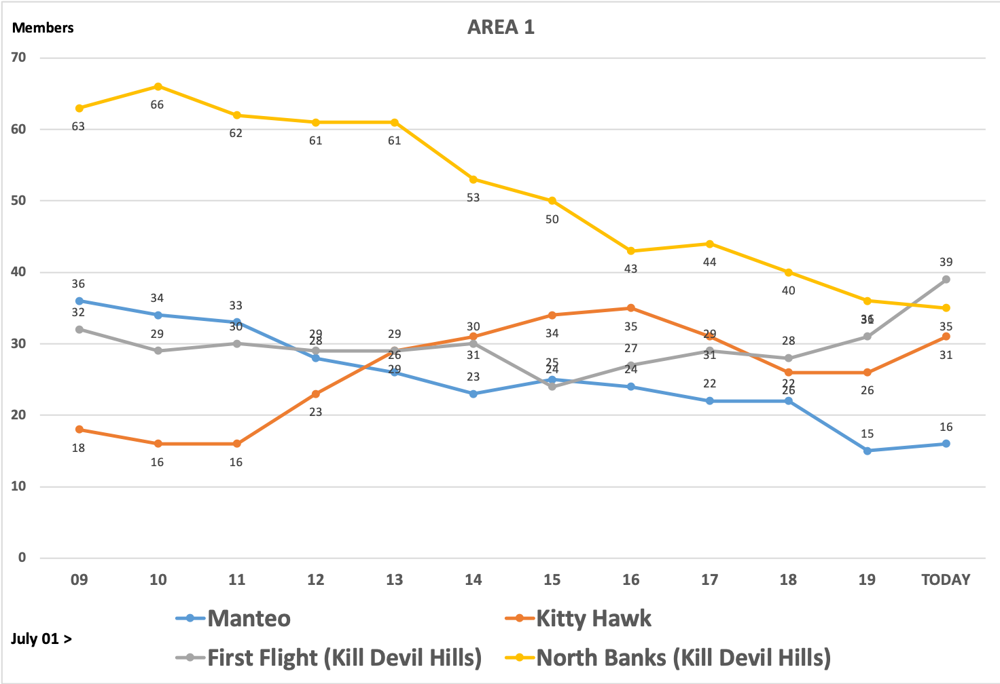 AREA 1
Members
70
63 66 62 61 61
60
53 50
50
43 44 40
40
39
36 34 33
32 29 30 29 28 29 26 29 30 31 34 35 29 31 28 36 31 35 31
30
23 23 25 24 27 24 22 22 26 26
20
18 16 16 15 16
10
0
09 10 11 12 13 14 15 16 17 18 19 TODAY
Manteo Kitty Hawk
July 01 >
First Flight (Kill Devil Hills) North Banks (Kill Devil Hills)